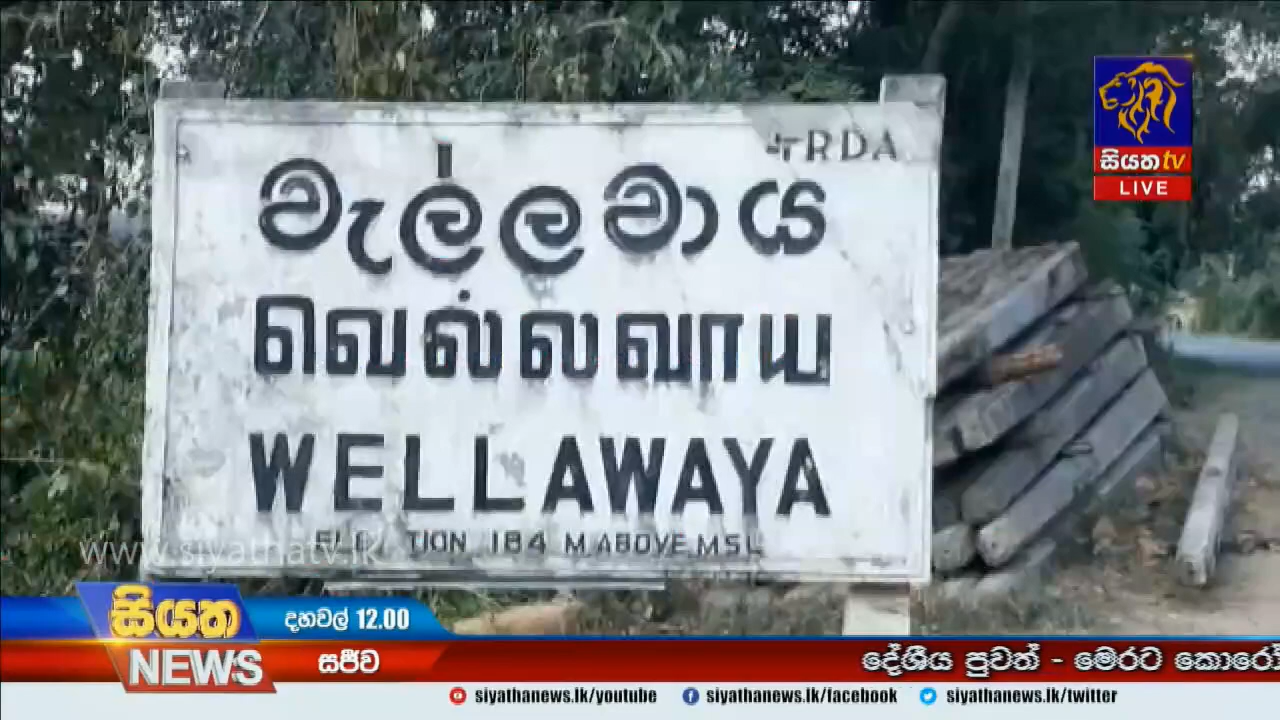 RDA
වැල්ලවාය
வெல்லவாய
WELLAWAYA
184 M ABOVE MSL
www.siyathatv.lk
සියත tv
LIVE
සියත
NEWS
දහවල් 12.00
සජීව
දේශීය පුවත් - මෙරට
siyathanews.lk/youtube
siyathanews.lk/facebook
siyathanews.lk/twitter